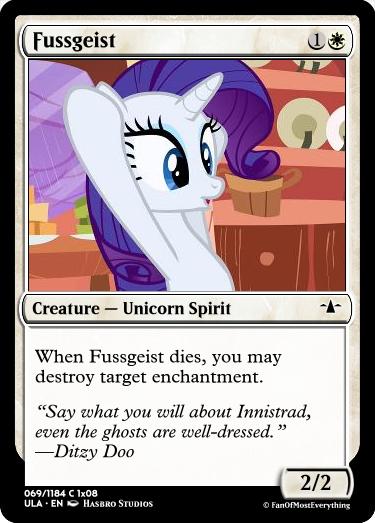 Fussgeist
1
Creature — Unicorn Spirit
When Fussgeist dies, you may
destroy target enchantment.
“Say what you will about Innistrad,
even the ghosts are well-dressed.”
—Ditzy Doo
2/2
069/1184 C 1x08
ULA • EN HASBRO STUDIOS
© FanOfMostEverything